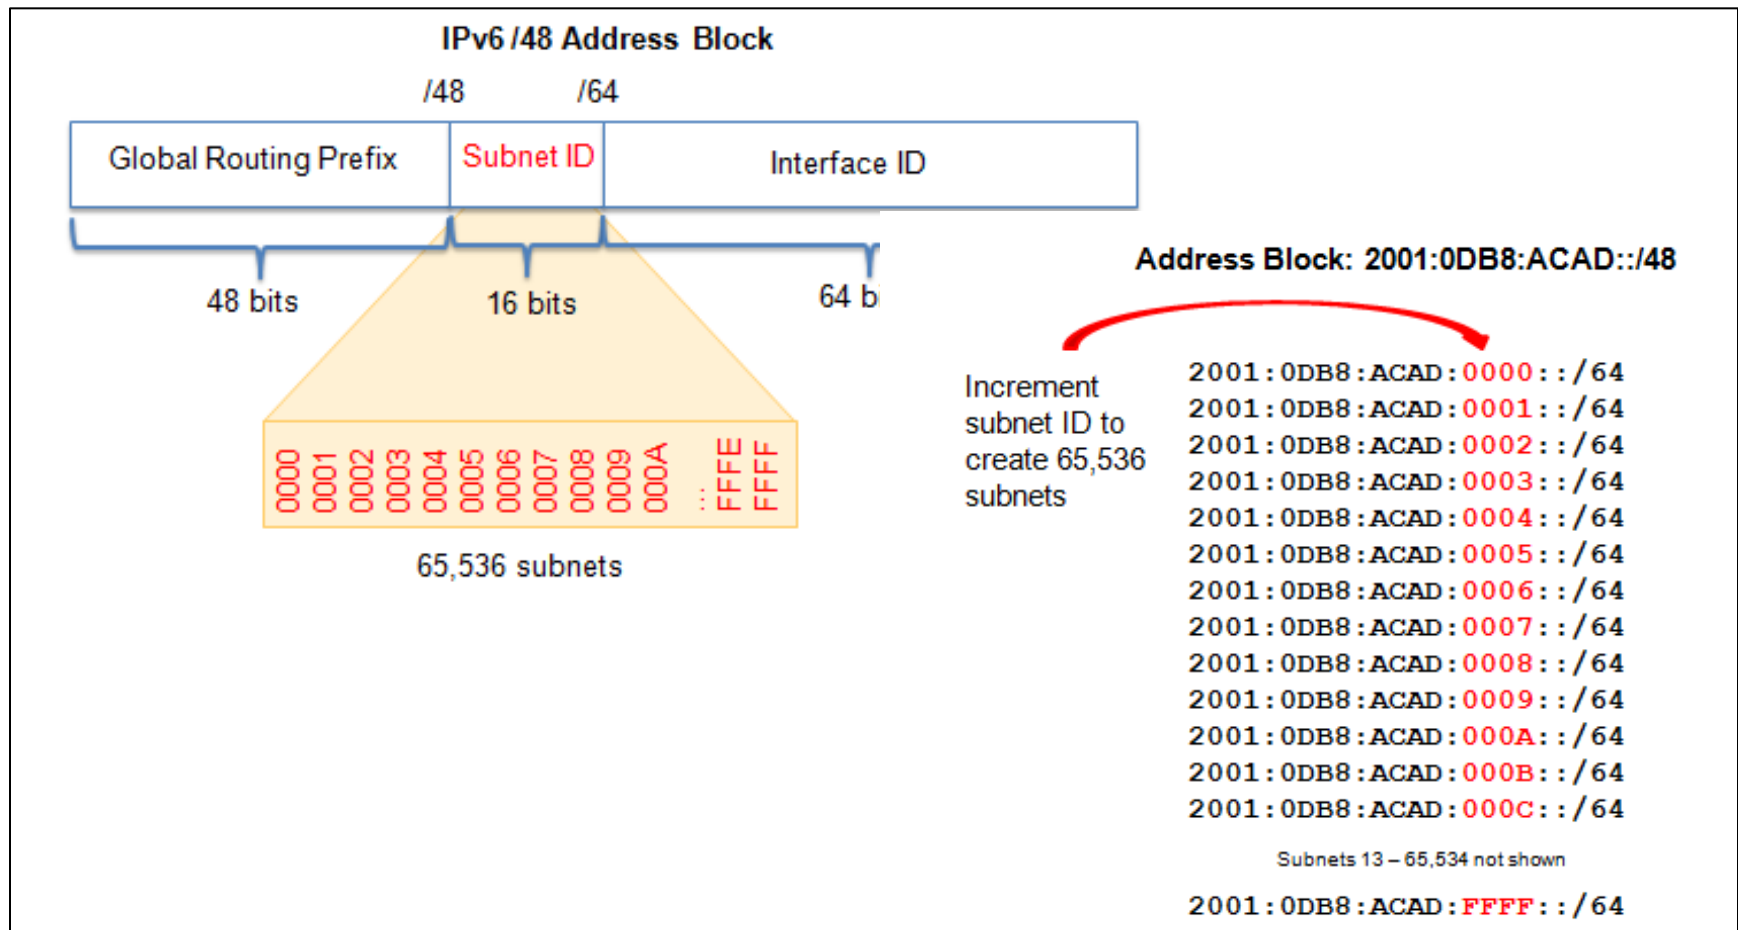 IPv6 /48 Address Block
/48 /64
Global Routing Prefix Subnet ID Interface ID
48 bits 16 bits 64 bi
0000
0001
0002
0003
0004
0005
0006
0007
0008
0009
000A
...
FFFE
FFFF
65,536 subnets
Address Block: 2001:0DB8:ACAD::/48
Increment
subnet ID to
create 65,536
subnets
2001:0DB8:ACAD:0000::/64
2001:0DB8:ACAD:0001::/64
2001:0DB8:ACAD:0002::/64
2001:0DB8:ACAD:0003::/64
2001:0DB8:ACAD:0004::/64
2001:0DB8:ACAD:0005::/64
2001:0DB8:ACAD:0006::/64
2001:0DB8:ACAD:0007::/64
2001:0DB8:ACAD:0008::/64
2001:0DB8:ACAD:0009::/64
2001:0DB8:ACAD:000A::/64
2001:0DB8:ACAD:000B::/64
2001:0DB8:ACAD:000C::/64
Subnets 13 – 65,534 not shown
2001:0DB8:ACAD:FFFF::/64